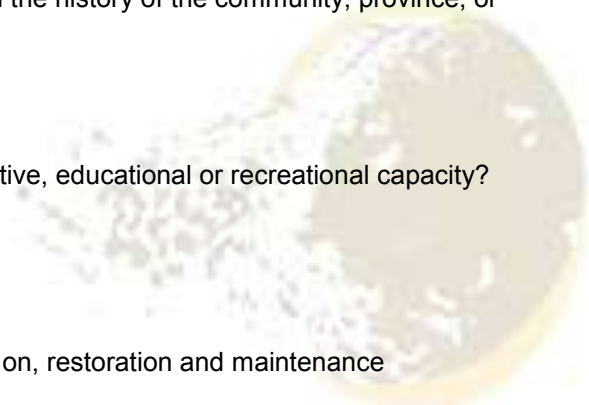 the history of the community, province, or
tive, educational or recreational capacity?
on, restoration and maintenance